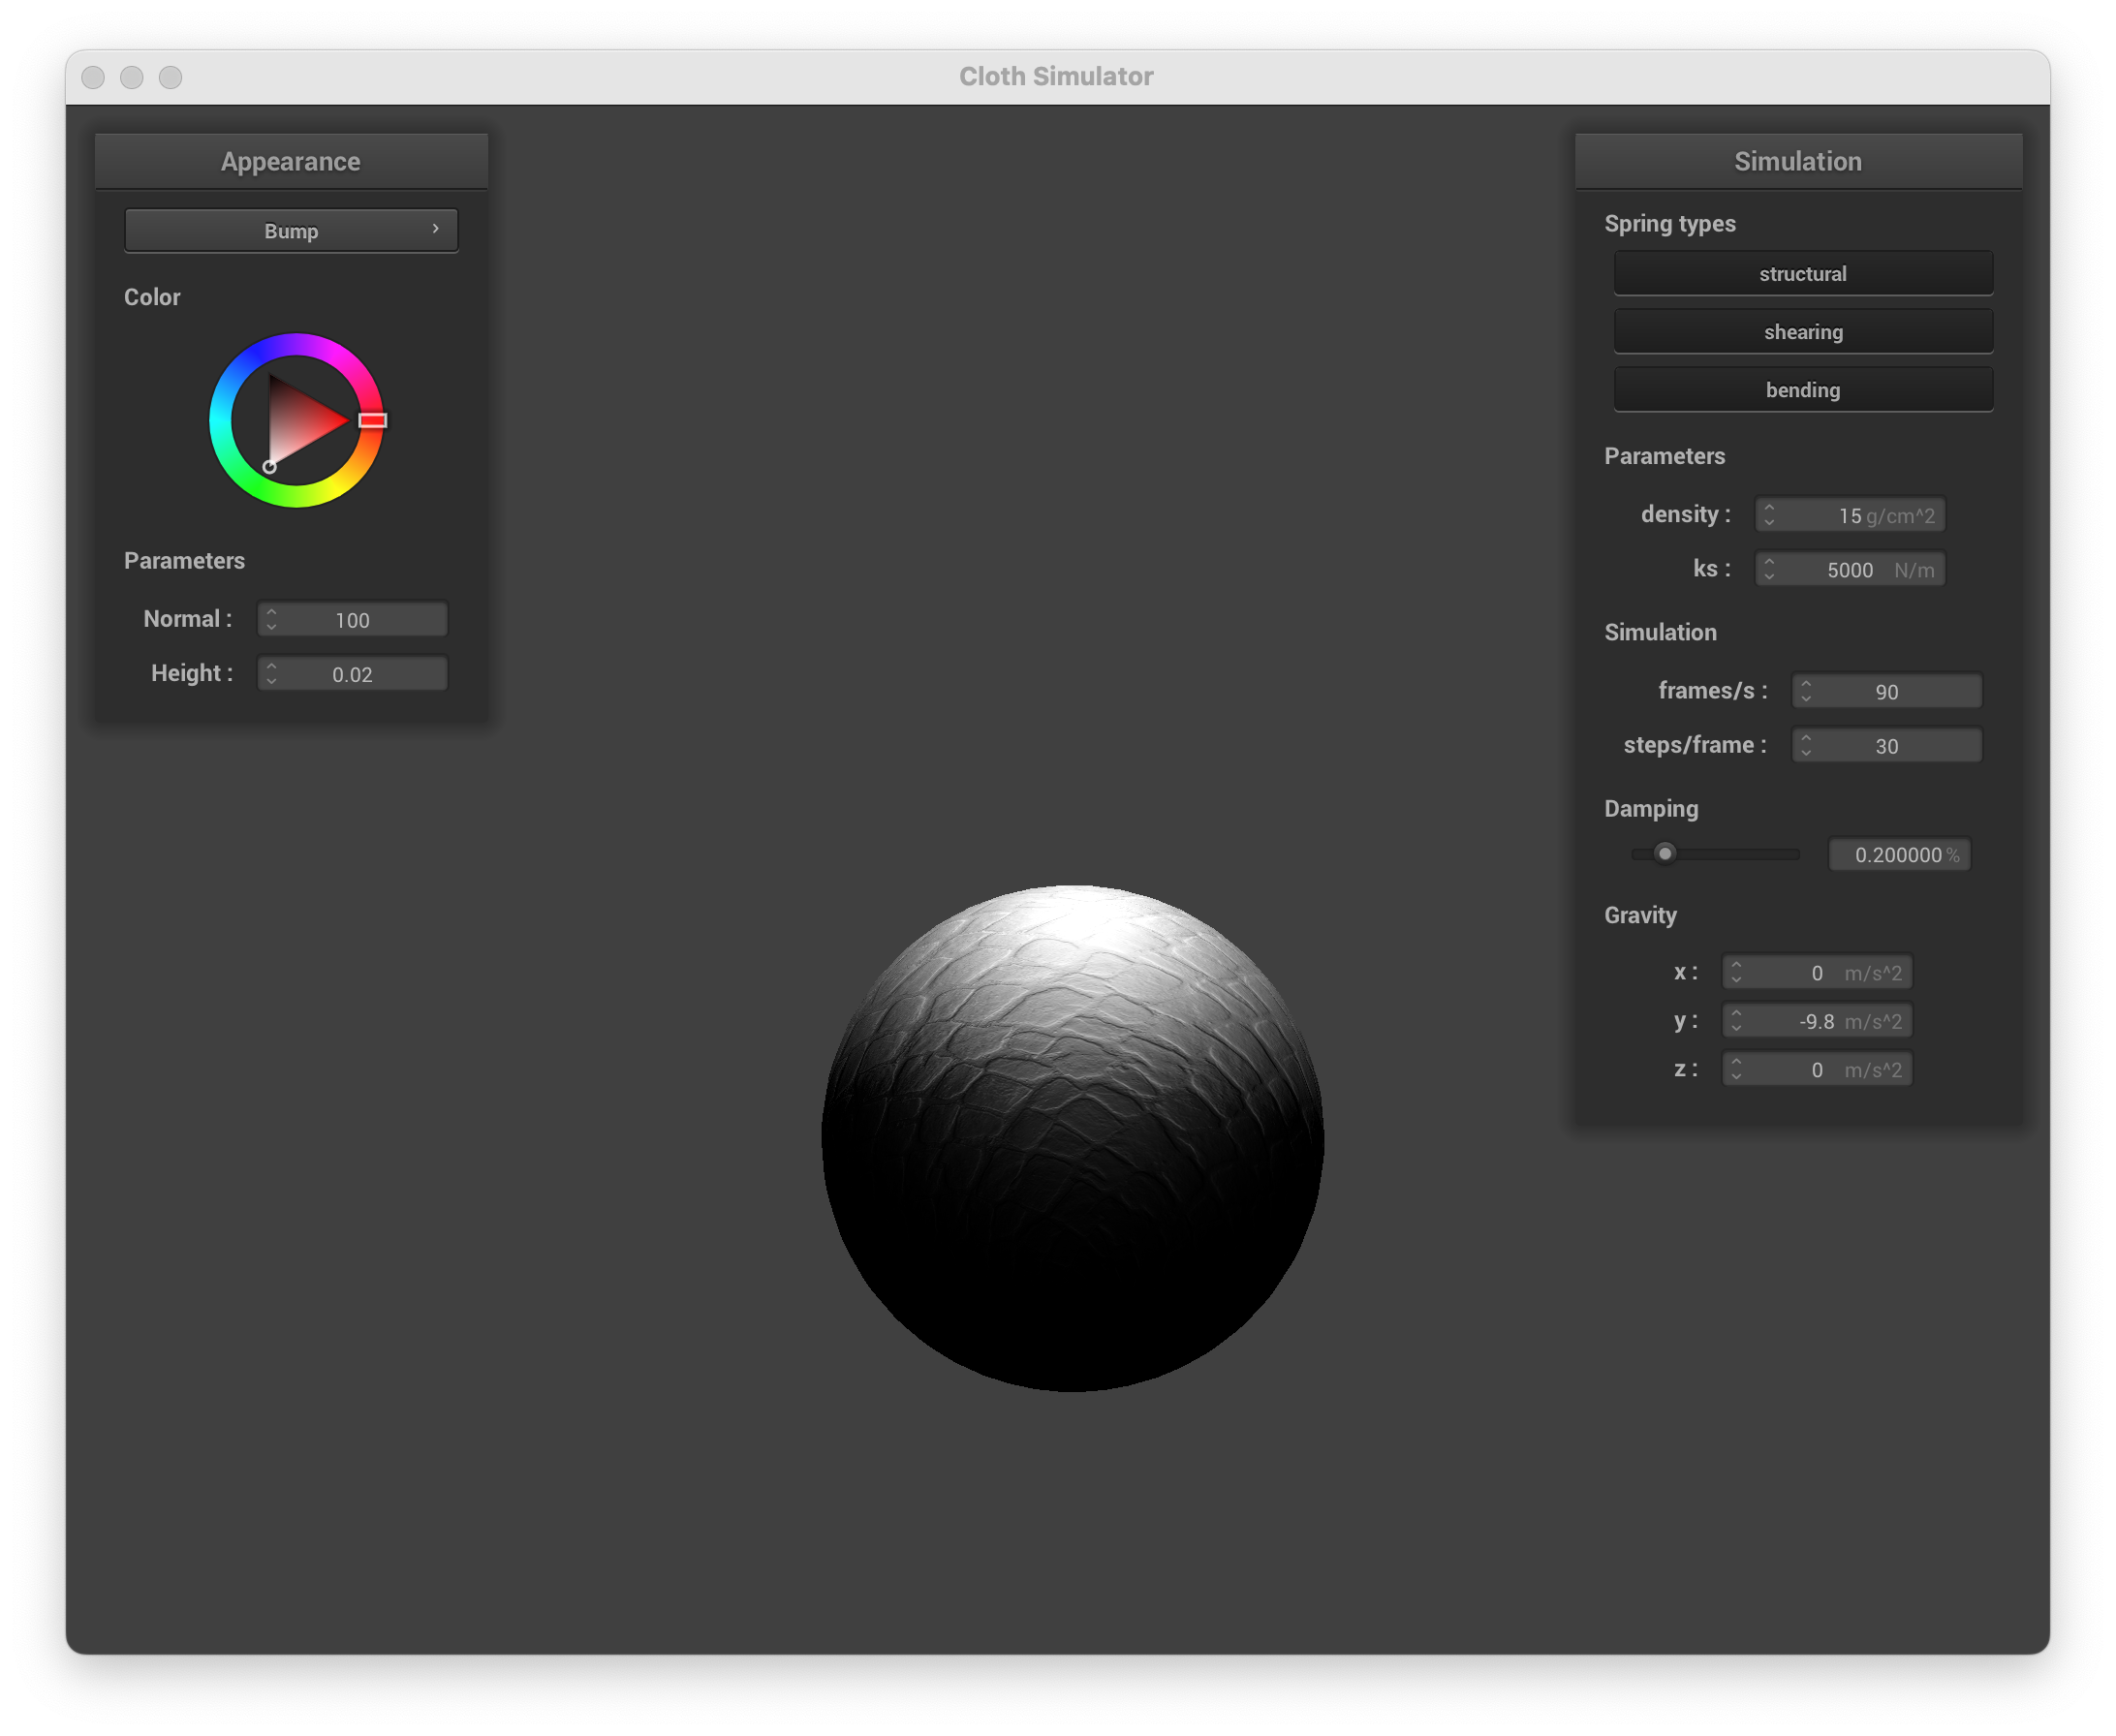 Cloth Simulator
Appearance
Bump
Color
Parameters
Normal : 100
Height : 0.02
Simulation
Spring types
structural
shearing
bending
Parameters
density : 15 g/cm^2
ks : 5000 N/m
Simulation
frames/s : 90
steps/frame : 30
Damping
0.200000 %
Gravity
x : 0 m/s^2
y : -9.8 m/s^2
z : 0 m/s^2